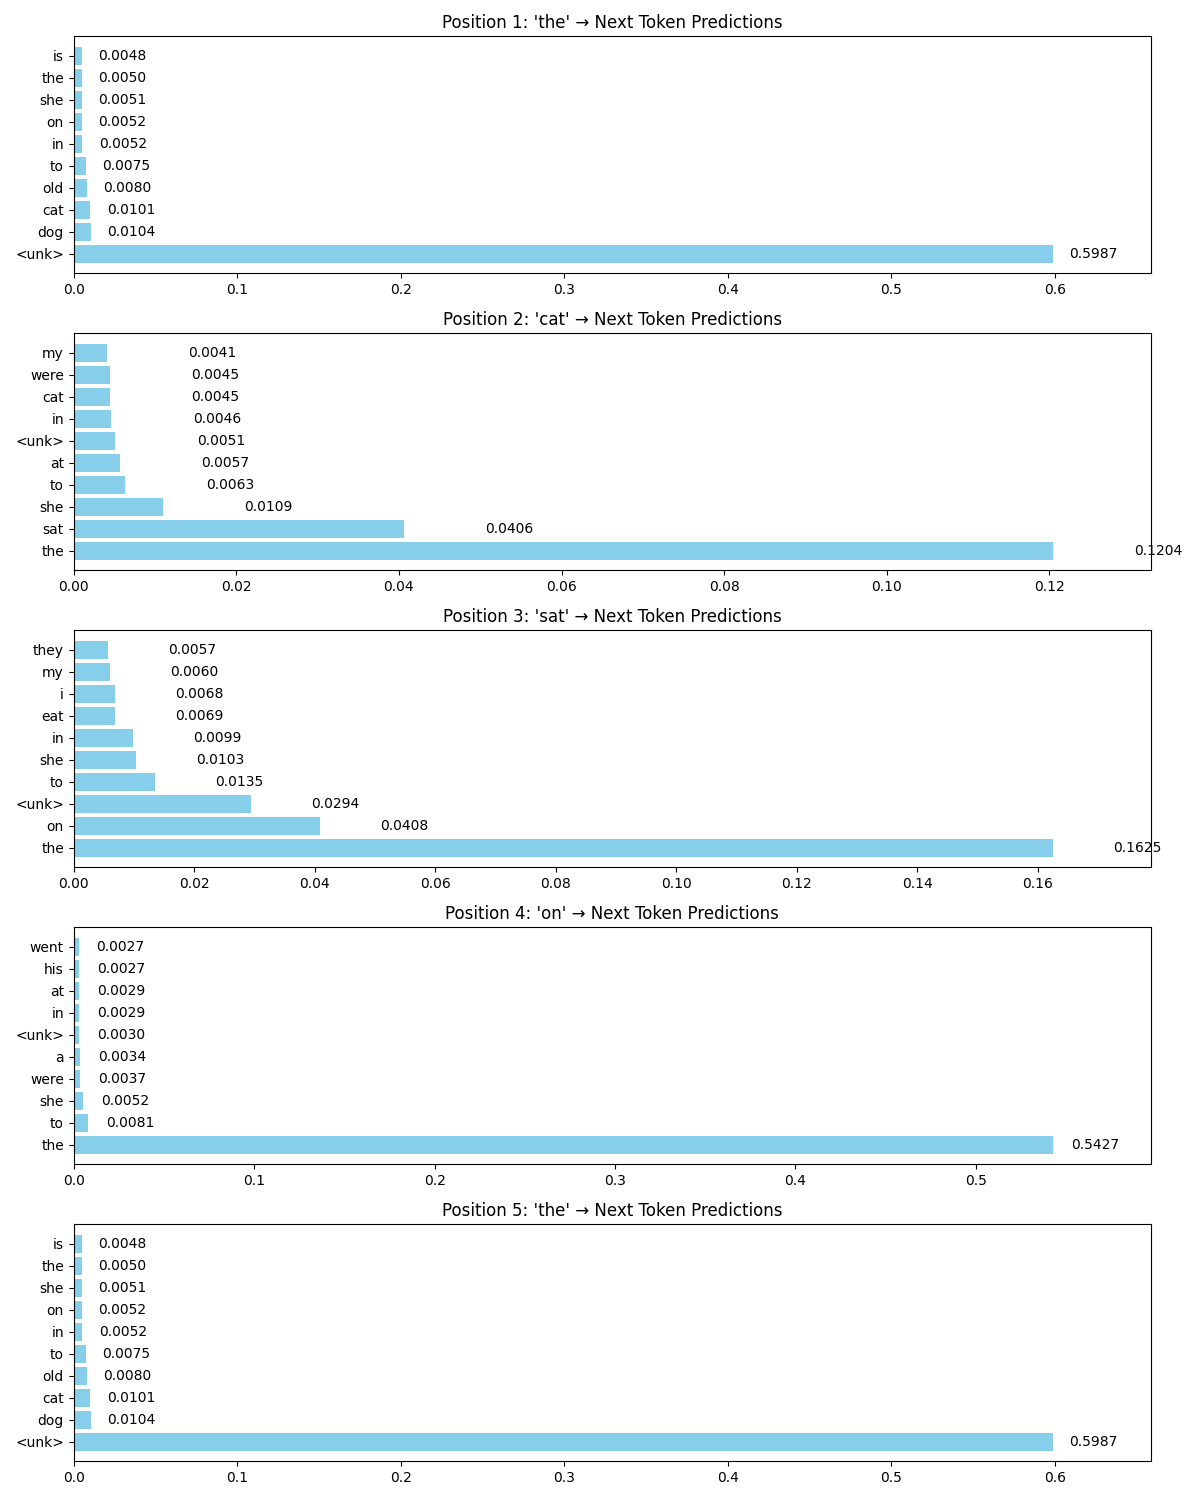 Position 1: 'the' → Next Token Predictions
is 0.0048
the 0.0050
she 0.0051
on 0.0052
in 0.0052
to 0.0075
old 0.0080
cat 0.0101
dog 0.0104
<unk> 0.5987
0.0 0.1 0.2 0.3 0.4 0.5 0.6
Position 2: 'cat' → Next Token Predictions
my 0.0041
were 0.0045
cat 0.0045
in 0.0046
<unk> 0.0051
at 0.0057
to 0.0063
she 0.0109
sat 0.0406
the 0.1204
0.00 0.02 0.04 0.06 0.08 0.10 0.12
Position 3: 'sat' → Next Token Predictions
they 0.0057
my 0.0060
i 0.0068
eat 0.0069
in 0.0099
she 0.0103
to 0.0135
<unk> 0.0294
on 0.0408
the 0.1625
0.00 0.02 0.04 0.06 0.08 0.10 0.12 0.14 0.16
Position 4: 'on' → Next Token Predictions
went 0.0027
his 0.0027
at 0.0029
in 0.0029
<unk> 0.0030
a 0.0034
were 0.0037
she 0.0052
to 0.0081
the 0.5427
0.0 0.1 0.2 0.3 0.4 0.5
Position 5: 'the' → Next Token Predictions
is 0.0048
the 0.0050
she 0.0051
on 0.0052
in 0.0052
to 0.0075
old 0.0080
cat 0.0101
dog 0.0104
<unk> 0.5987
0.0 0.1 0.2 0.3 0.4 0.5 0.6